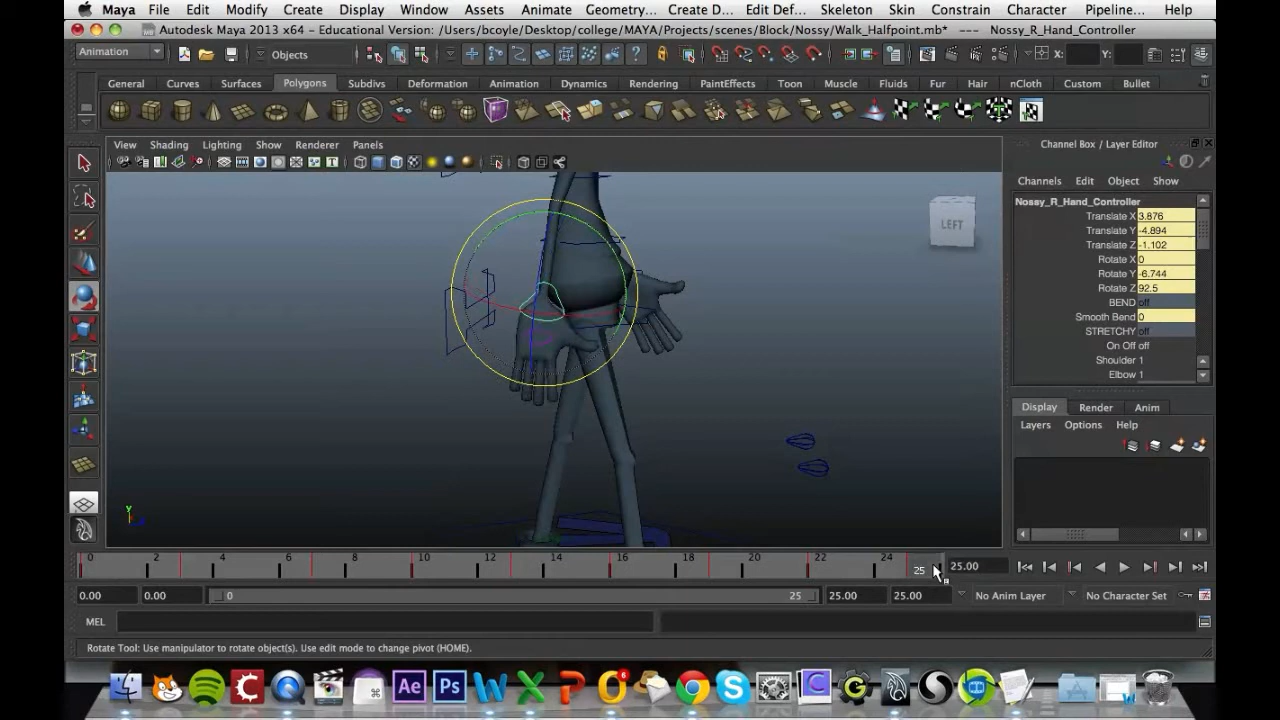 Maya File Edit Modify Create Display Window Assets Animate Geometry... Create D... Edit Def... Skeleton Skin Constrain Character Pipeline... Help
Autodesk Maya 2013 x64 - Educational Version: /Users/bcoyle/Desktop/college/MAYA/Projects/scenes/Block/Nossy/Walk_Halfpoint.mb* --- Nossy_R_Hand_Controller
Animation Objects X: Y:
General Curves Surfaces Polygons Subdivs Deformation Animation Dynamics Rendering PaintEffects Toon Muscle Fluids Fur Hair nCloth Custom Bullet
View Shading Lighting Show Renderer Panels
Channel Box / Layer Editor
Channels Edit Object Show
Nossy_R_Hand_Controller
Translate X 3.876
Translate Y -4.894
Translate Z -1.102
Rotate X 0
Rotate Y -6.744
Rotate Z 92.5
BEND off
Smooth Bend 0
STRETCHY off
On Off off
Shoulder 1
Elbow 1
LEFT
Display Render Anim
Layers Options Help
y
0 2 4 6 8 10 12 14 16 18 20 22 24 25 25.00
0.00 0.00 0 25 25.00 25.00 No Anim Layer No Character Set
MEL
Rotate Tool: Use manipulator to rotate object(s). Use edit mode to change pivot (HOME).
Ae Ps 6